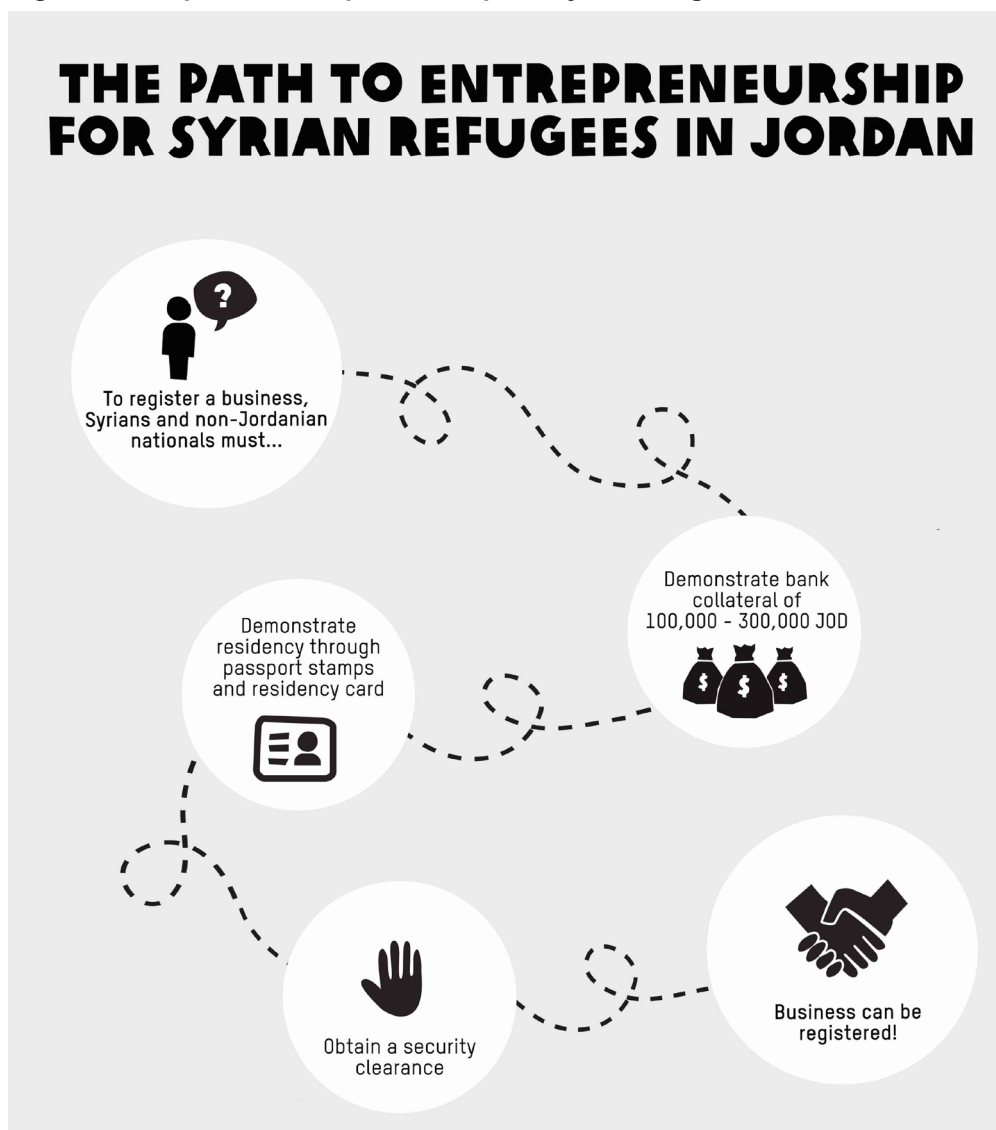 THE PATH TO ENTREPRENEURSHIP
FOR SYRIAN REFUGEES IN JORDAN
?
To register a business,
Syrians and non-Jordanian
nationals must...
Demonstrate bank
collateral of
100,000 - 300,000 JOD
$ $ $
Demonstrate
residency through
passport stamps
and residency card
Obtain a security
clearance
Business can be
registered!